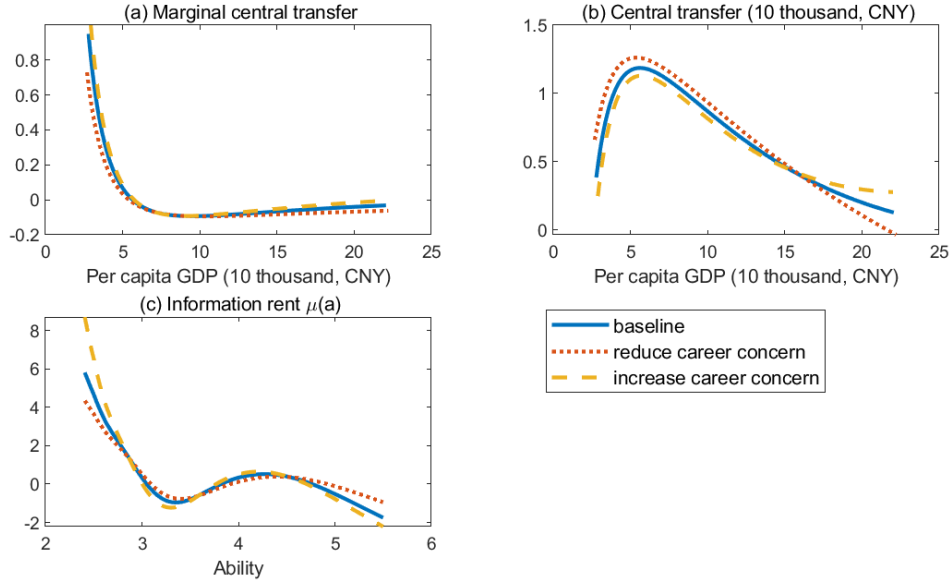 (a) Marginal central transfer
0.8
0.6
0.4
0.2
0
-0.2
0 5 10 15 20 25
Per capita GDP (10 thousand, CNY)
(b) Central transfer (10 thousand, CNY)
1.5
1
0.5
0
0 5 10 15 20 25
Per capita GDP (10 thousand, CNY)
(c) Information rent μ(a)
8
6
4
2
0
-2
2 3 4 5 6
Ability
baseline
reduce career concern
increase career concern